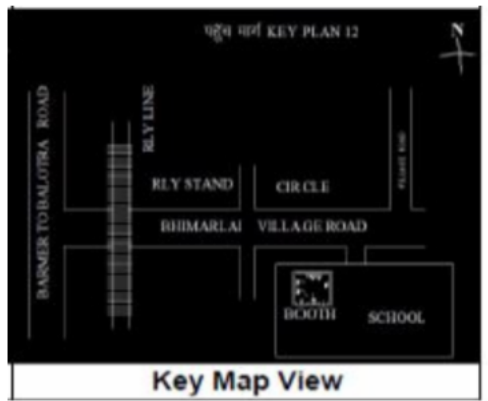 पहुँच मार्ग KEY PLAN 12
N
BARMER TO BALOTRA ROAD
RLY LINE
RLY STAND
CIRCLE
BHIMARLAI VILLAGE ROAD
BOOTH
SCHOOL
Key Map View